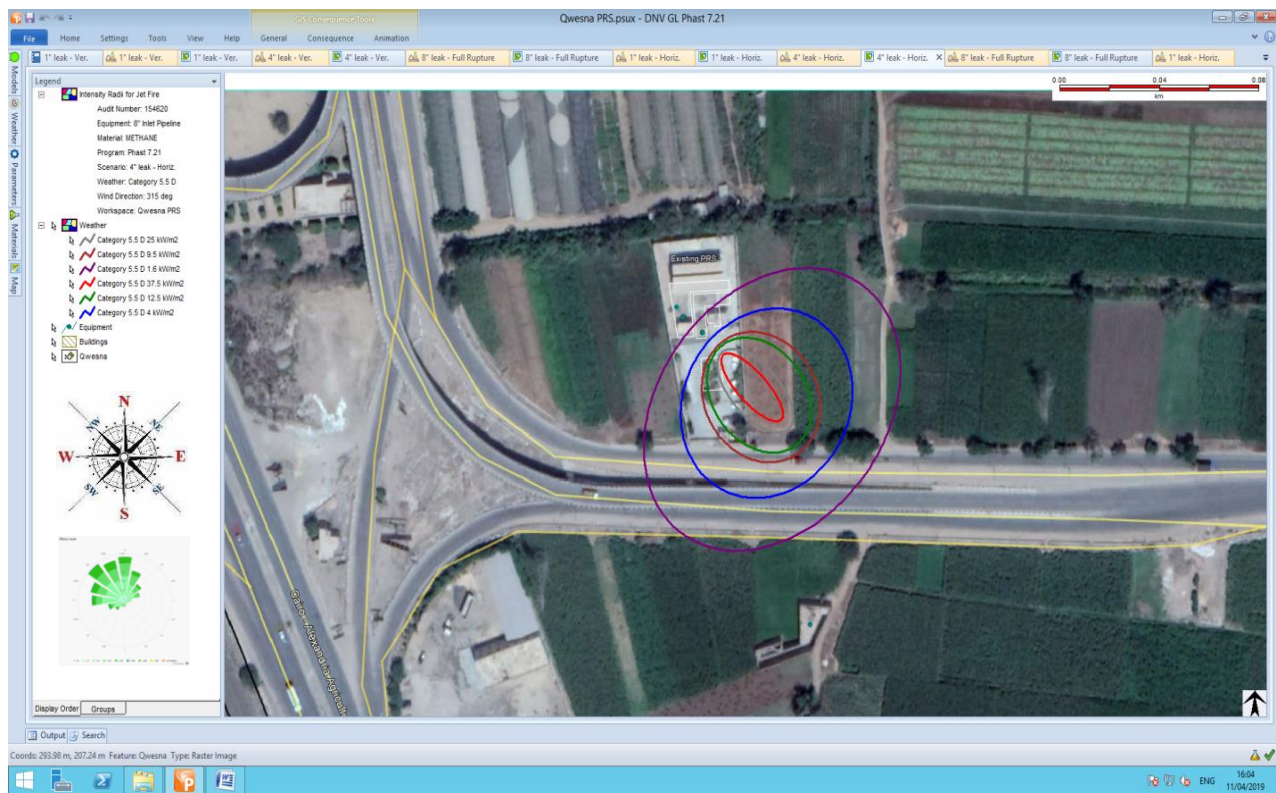 GIS Consequence Tools
Qwesna PRS.psux - DNV GL Phast 7.21
File Home Settings Tools View Help General Consequence Animation
1" leak - Ver. 1" leak - Ver. 1" leak - Ver. 4" leak - Ver. 4" leak - Ver. 8" leak - Full Rupture 8" leak - Full Rupture 1" leak - Horiz. 1" leak - Horiz. 4" leak - Horiz. 4" leak - Horiz. X 8" leak - Full Rupture 8" leak - Full Rupture 1" leak - Horiz.
Models
Weather
Parameters
Materials
Map
Legend
Intensity Radii for Jet Fire
Audit Number: 154620
Equipment: 8" Inlet Pipeline
Material: METHANE
Program: Phast 7.21
Scenario: 4" leak - Horiz.
Weather: Category 5.5 D
Wind Direction: 315 deg
Workspace: Qwesna PRS
Weather
Category 5.5 D 25 kW/m2
Category 5.5 D 9.5 kW/m2
Category 5.5 D 1.6 kW/m2
Category 5.5 D 37.5 kW/m2
Category 5.5 D 12.5 kW/m2
Category 5.5 D 4 kW/m2
Equipment
Buildings
Qwesna
N
NW NE
W E
SW SE
S
Display Order Groups
0.00 0.04 0.08
km
Existing PRS
Output Search
Coords: 293.98 m, 207.24 m Feature: Qwesna Type: Raster Image
ENG
16:04
11/04/2019